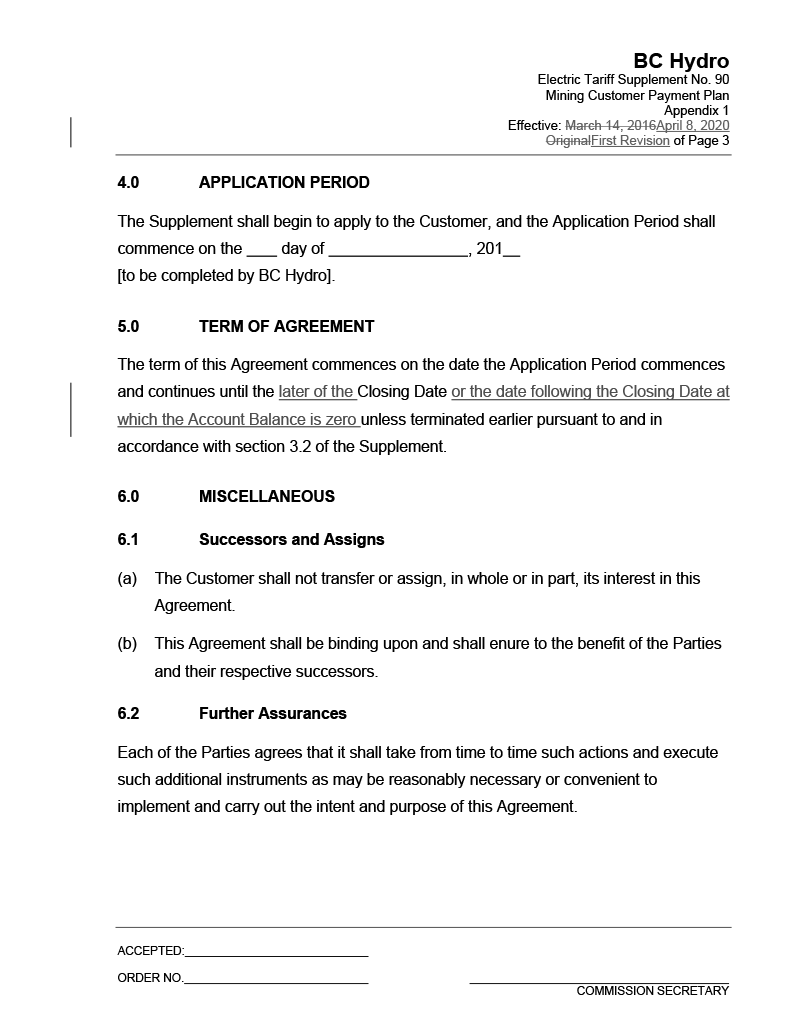 BC Hydro
Electric Tariff Supplement No. 90
Mining Customer Payment Plan
Appendix 1
Effective: March 14, 2016April 8, 2020
OriginalFirst Revision of Page 3
4.0 APPLICATION PERIOD
The Supplement shall begin to apply to the Customer, and the Application Period shall
commence on the ____ day of _________________, 201__
[to be completed by BC Hydro].
5.0 TERM OF AGREEMENT
The term of this Agreement commences on the date the Application Period commences
and continues until the later of the Closing Date or the date following the Closing Date at
which the Account Balance is zero unless terminated earlier pursuant to and in
accordance with section 3.2 of the Supplement.
6.0 MISCELLANEOUS
6.1 Successors and Assigns
(a) The Customer shall not transfer or assign, in whole or in part, its interest in this
Agreement.
(b) This Agreement shall be binding upon and shall enure to the benefit of the Parties
and their respective successors.
6.2 Further Assurances
Each of the Parties agrees that it shall take from time to time such actions and execute
such additional instruments as may be reasonably necessary or convenient to
implement and carry out the intent and purpose of this Agreement.
ACCEPTED:____________________________
ORDER NO.____________________________
COMMISSION SECRETARY